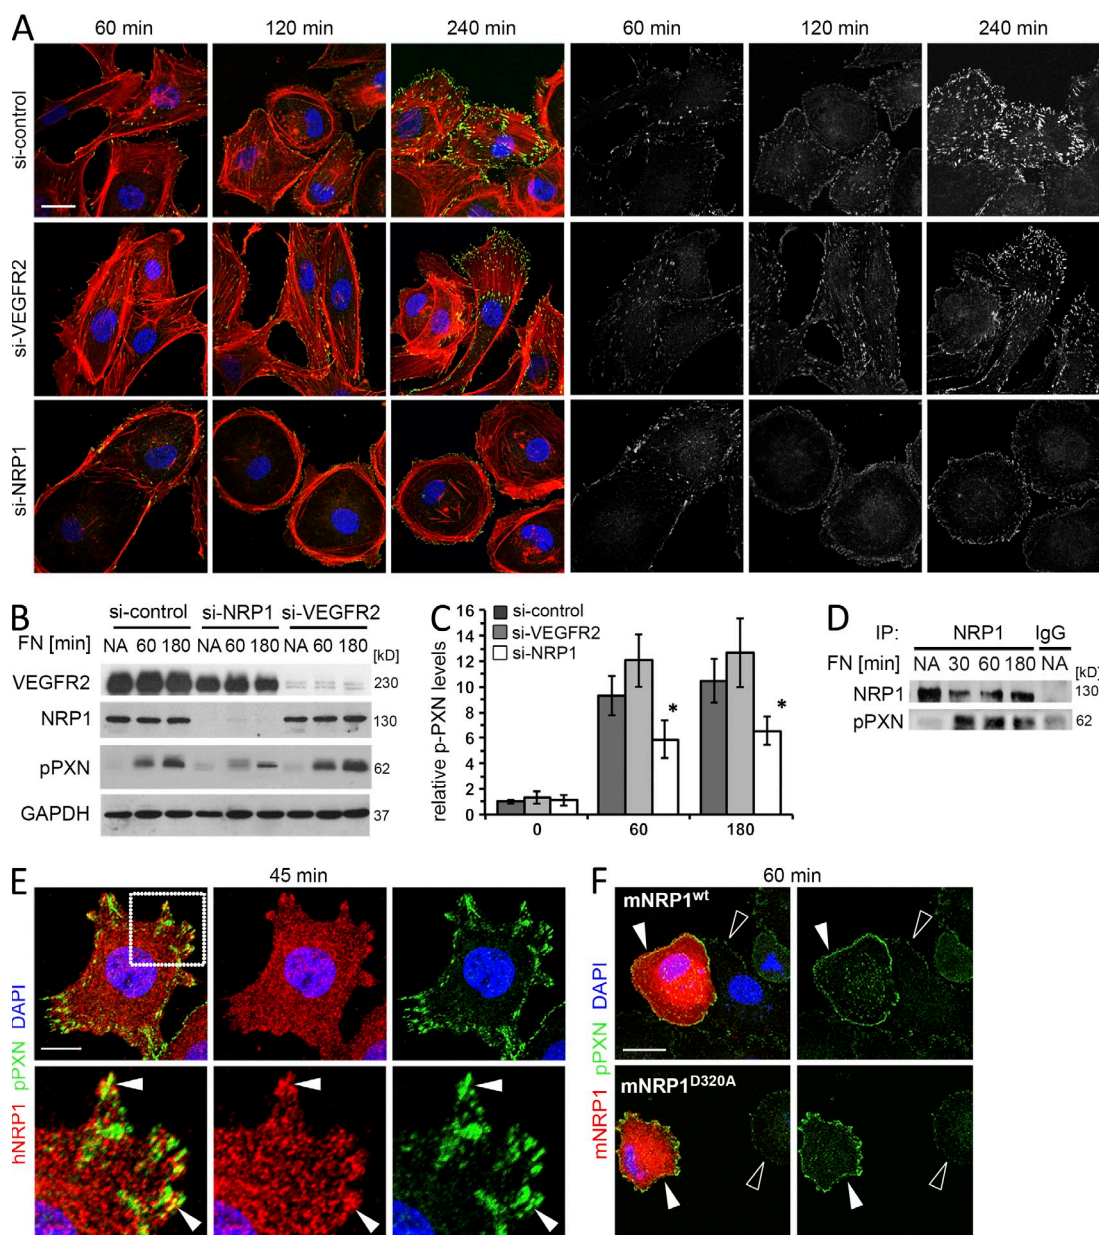 A
60 min 120 min 240 min 60 min 120 min 240 min
si-control
si-VEGFR2
si-NRP1
B
si-control si-NRP1 si-VEGFR2
FN [min] NA 60 180 NA 60 180 NA 60 180 [kD]
VEGFR2 230
NRP1 130
pPXN 62
GAPDH 37
C
relative p-PXN levels
16
14
12
10
8
6
4
2
0
si-control
si-VEGFR2
si-NRP1
* *
0 60 180
D
IP: NRP1 IgG
FN [min] NA 30 60 180 NA [kD]
NRP1 130
pPXN 62
E
45 min
hNRP1 pPXN DAPI
F
60 min
mNRP1 pPXN DAPI
mNRP1wt
mNRP1D320A